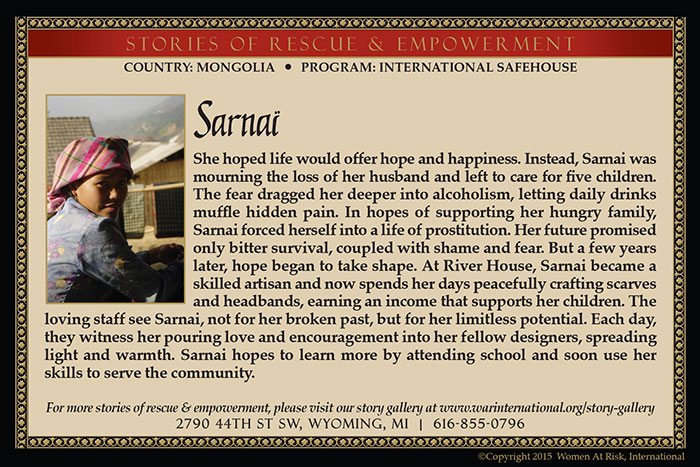 STORIES OF RESCUE & EMPOWERMENT
COUNTRY: MONGOLIA • PROGRAM: INTERNATIONAL SAFEHOUSE
Sarnai
She hoped life would offer hope and happiness. Instead, Sarnai was
mourning the loss of her husband and left to care for five children.
The fear dragged her deeper into alcoholism, letting daily drinks
muffle hidden pain. In hopes of supporting her hungry family,
Sarnai forced herself into a life of prostitution. Her future promised
only bitter survival, coupled with shame and fear. But a few years
later, hope began to take shape. At River House, Sarnai became a
skilled artisan and now spends her days peacefully crafting scarves
and headbands, earning an income that supports her children. The
loving staff see Sarnai, not for her broken past, but for her limitless potential. Each day,
they witness her pouring love and encouragement into her fellow designers, spreading
light and warmth. Sarnai hopes to learn more by attending school and soon use her
skills to serve the community.
For more stories of rescue & empowerment, please visit our story gallery at www.warinternational.org/story-gallery
2790 44TH ST SW, WYOMING, MI | 616-855-0796
©Copyright 2015 Women At Risk, International